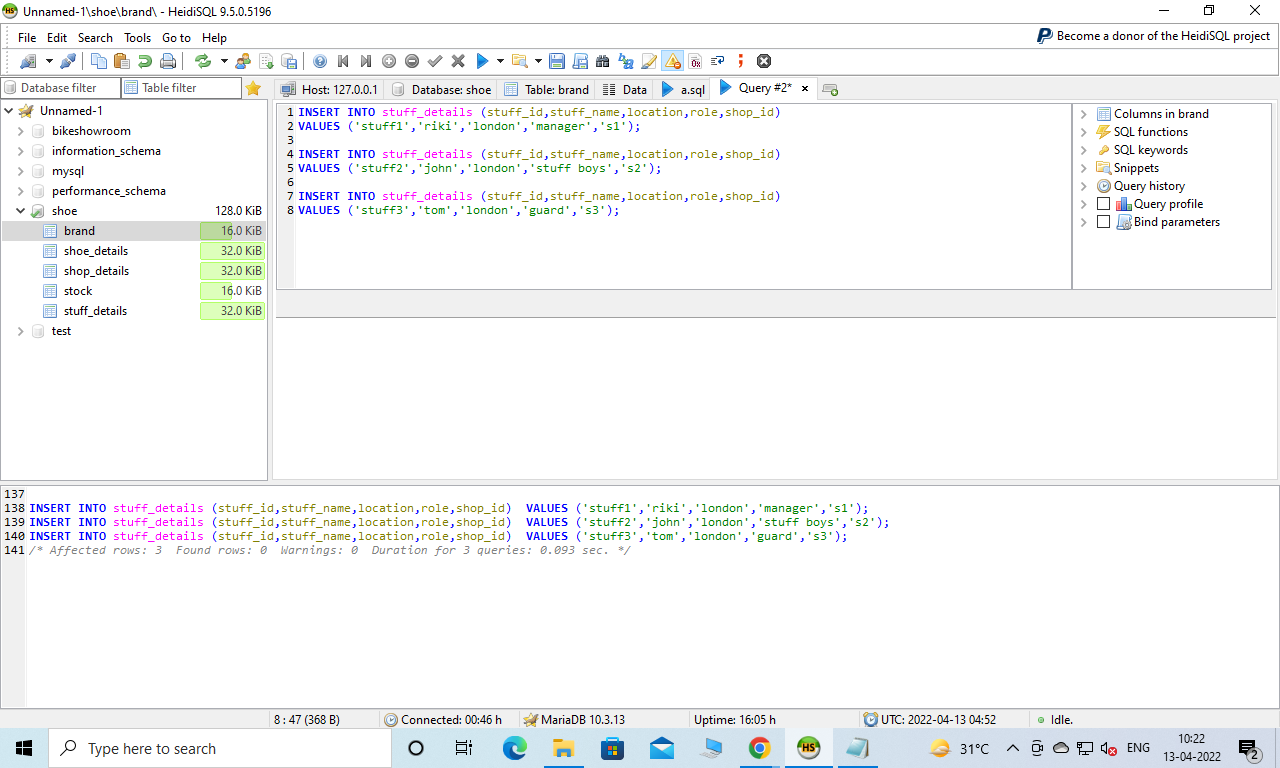 Unnamed-1\shoe\brand\ - HeidiSQL 9.5.0.5196
File Edit Search Tools Go to Help
Become a donor of the HeidiSQL project
Database filter Table filter
Host: 127.0.0.1 Database: shoe Table: brand Data a.sql Query #2*
Unnamed-1
bikeshowroom
information_schema
mysql
performance_schema
shoe 128.0 KiB
brand 16.0 KiB
shoe_details 32.0 KiB
shop_details 32.0 KiB
stock 16.0 KiB
stuff_details 32.0 KiB
test
1 INSERT INTO stuff_details (stuff_id,stuff_name,location,role,shop_id)
2 VALUES ('stuff1','riki','london','manager','s1');
3
4 INSERT INTO stuff_details (stuff_id,stuff_name,location,role,shop_id)
5 VALUES ('stuff2','john','london','stuff boys','s2');
6
7 INSERT INTO stuff_details (stuff_id,stuff_name,location,role,shop_id)
8 VALUES ('stuff3','tom','london','guard','s3');
Columns in brand
SQL functions
SQL keywords
Snippets
Query history
Query profile
Bind parameters
137
138 INSERT INTO stuff_details (stuff_id,stuff_name,location,role,shop_id)  VALUES ('stuff1','riki','london','manager','s1');
139 INSERT INTO stuff_details (stuff_id,stuff_name,location,role,shop_id)  VALUES ('stuff2','john','london','stuff boys','s2');
140 INSERT INTO stuff_details (stuff_id,stuff_name,location,role,shop_id)  VALUES ('stuff3','tom','london','guard','s3');
141 /* Affected rows: 3  Found rows: 0  Warnings: 0  Duration for 3 queries: 0.093 sec. */
8 : 47 (368 B) Connected: 00:46 h MariaDB 10.3.13 Uptime: 16:05 h UTC: 2022-04-13 04:52 Idle.
Type here to search
31°C ENG
10:22
13-04-2022
2